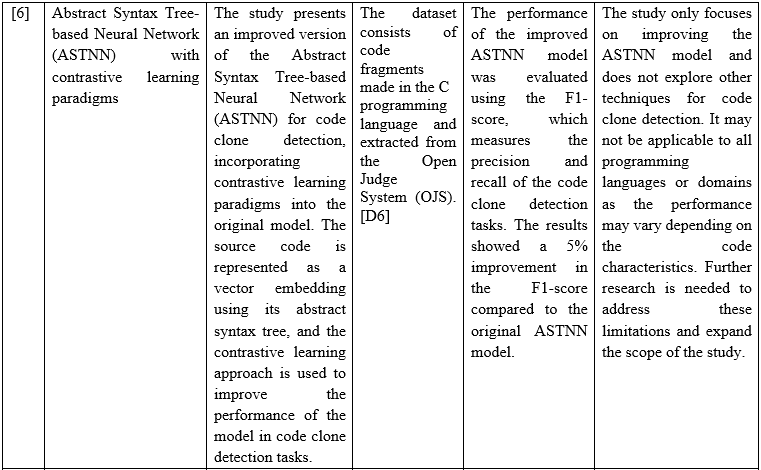 [6]
Abstract Syntax Tree-
based Neural Network
(ASTNN) with
contrastive learning
paradigms
The study presents
an improved version
of the Abstract
Syntax Tree-based
Neural Network
(ASTNN) for code
clone detection,
incorporating
contrastive learning
paradigms into the
original model. The
source code is
represented as a
vector embedding
using its abstract
syntax tree, and the
contrastive learning
approach is used to
improve the
performance of the
model in code clone
detection tasks.
The dataset
consists of
code
fragments
made in the C
programming
language and
extracted from
the Open
Judge
System (OJS).
[D6]
The performance
of the improved
ASTNN model
was evaluated
using the F1-
score, which
measures the
precision and
recall of the code
clone detection
tasks. The results
showed a 5%
improvement in
the F1-score
compared to the
original ASTNN
model.
The study only focuses
on improving the
ASTNN model and
does not explore other
techniques for code
clone detection. It may
not be applicable to all
programming
languages or domains
as the performance
may vary depending on
the code
characteristics. Further
research is needed to
address these
limitations and expand
the scope of the study.